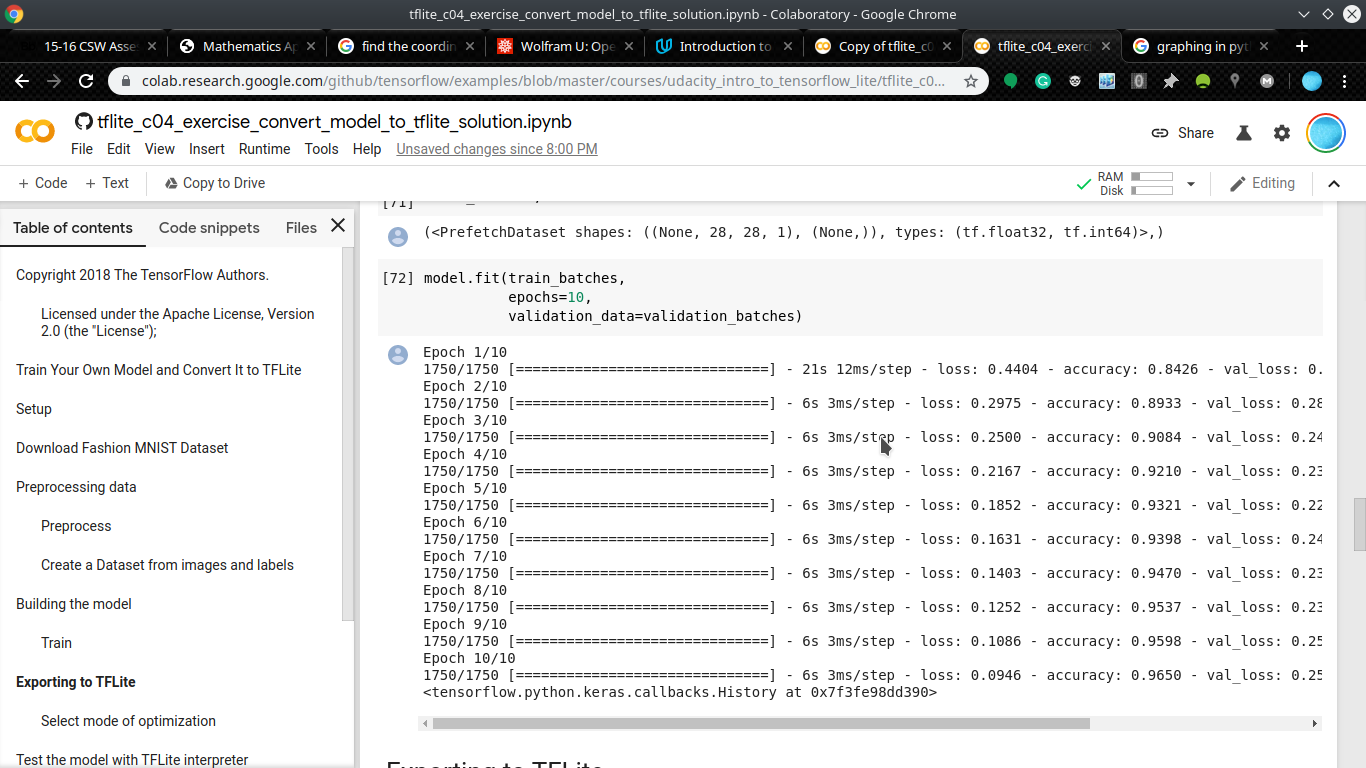 tflite_c04_exercise_convert_model_to_tflite_solution.ipynb - Colaboratory - Google Chrome
15-16 CSW Asse
Mathematics Ap
find the coordin
Wolfram U: Ope
Introduction to
Copy of tflite_c0
tflite_c04_exerc
graphing in pyt
colab.research.google.com/github/tensorflow/examples/blob/master/courses/udacity_intro_to_tensorflow_lite/tflite_c0...
tflite_c04_exercise_convert_model_to_tflite_solution.ipynb
Share
File Edit View Insert Runtime Tools Help Unsaved changes since 8:00 PM
+ Code + Text Copy to Drive
RAM
Disk
Editing
Table of contents Code snippets Files
Copyright 2018 The TensorFlow Authors.
Licensed under the Apache License, Version
2.0 (the "License");
Train Your Own Model and Convert It to TFLite
Setup
Download Fashion MNIST Dataset
Preprocessing data
Preprocess
Create a Dataset from images and labels
Building the model
Train
Exporting to TFLite
Select mode of optimization
Test the model with TFLite interpreter
[71]
(<PrefetchDataset shapes: ((None, 28, 28, 1), (None,)), types: (tf.float32, tf.int64)>,)
[72] model.fit(train_batches,
epochs=10,
validation_data=validation_batches)
Epoch 1/10
1750/1750 [==============================] - 21s 12ms/step - loss: 0.4404 - accuracy: 0.8426 - val_loss: 0.
Epoch 2/10
1750/1750 [==============================] - 6s 3ms/step - loss: 0.2975 - accuracy: 0.8933 - val_loss: 0.28
Epoch 3/10
1750/1750 [==============================] - 6s 3ms/step - loss: 0.2500 - accuracy: 0.9084 - val_loss: 0.24
Epoch 4/10
1750/1750 [==============================] - 6s 3ms/step - loss: 0.2167 - accuracy: 0.9210 - val_loss: 0.23
Epoch 5/10
1750/1750 [==============================] - 6s 3ms/step - loss: 0.1852 - accuracy: 0.9321 - val_loss: 0.22
Epoch 6/10
1750/1750 [==============================] - 6s 3ms/step - loss: 0.1631 - accuracy: 0.9398 - val_loss: 0.24
Epoch 7/10
1750/1750 [==============================] - 6s 3ms/step - loss: 0.1403 - accuracy: 0.9470 - val_loss: 0.23
Epoch 8/10
1750/1750 [==============================] - 6s 3ms/step - loss: 0.1252 - accuracy: 0.9537 - val_loss: 0.23
Epoch 9/10
1750/1750 [==============================] - 6s 3ms/step - loss: 0.1086 - accuracy: 0.9598 - val_loss: 0.25
Epoch 10/10
1750/1750 [==============================] - 6s 3ms/step - loss: 0.0946 - accuracy: 0.9650 - val_loss: 0.25
<tensorflow.python.keras.callbacks.History at 0x7f3fe98dd390>
Exporting to TFLite